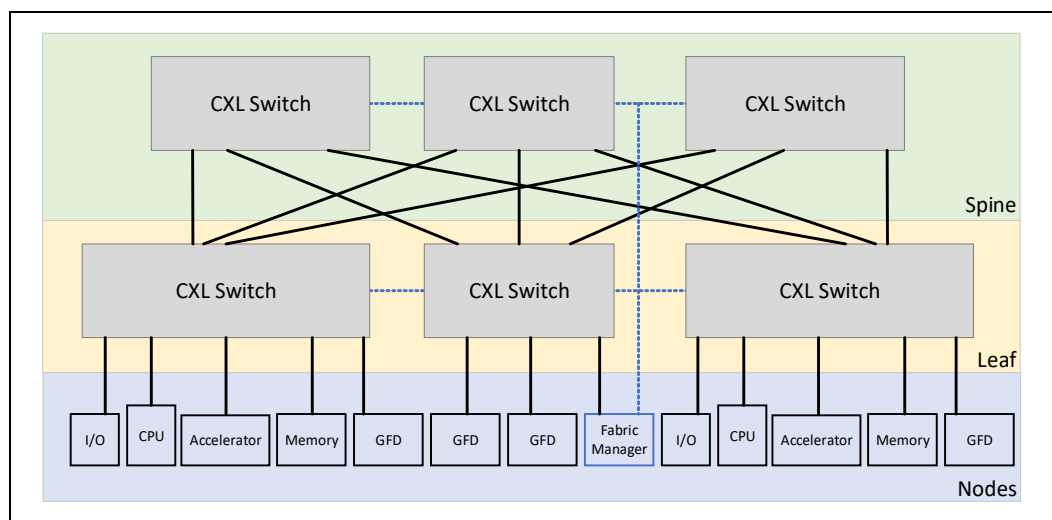 CXL Switch
CXL Switch
CXL Switch
Spine
CXL Switch
CXL Switch
CXL Switch
Leaf
I/O
CPU
Accelerator
Memory
GFD
GFD
GFD
Fabric
Manager
I/O
CPU
Accelerator
Memory
GFD
Nodes